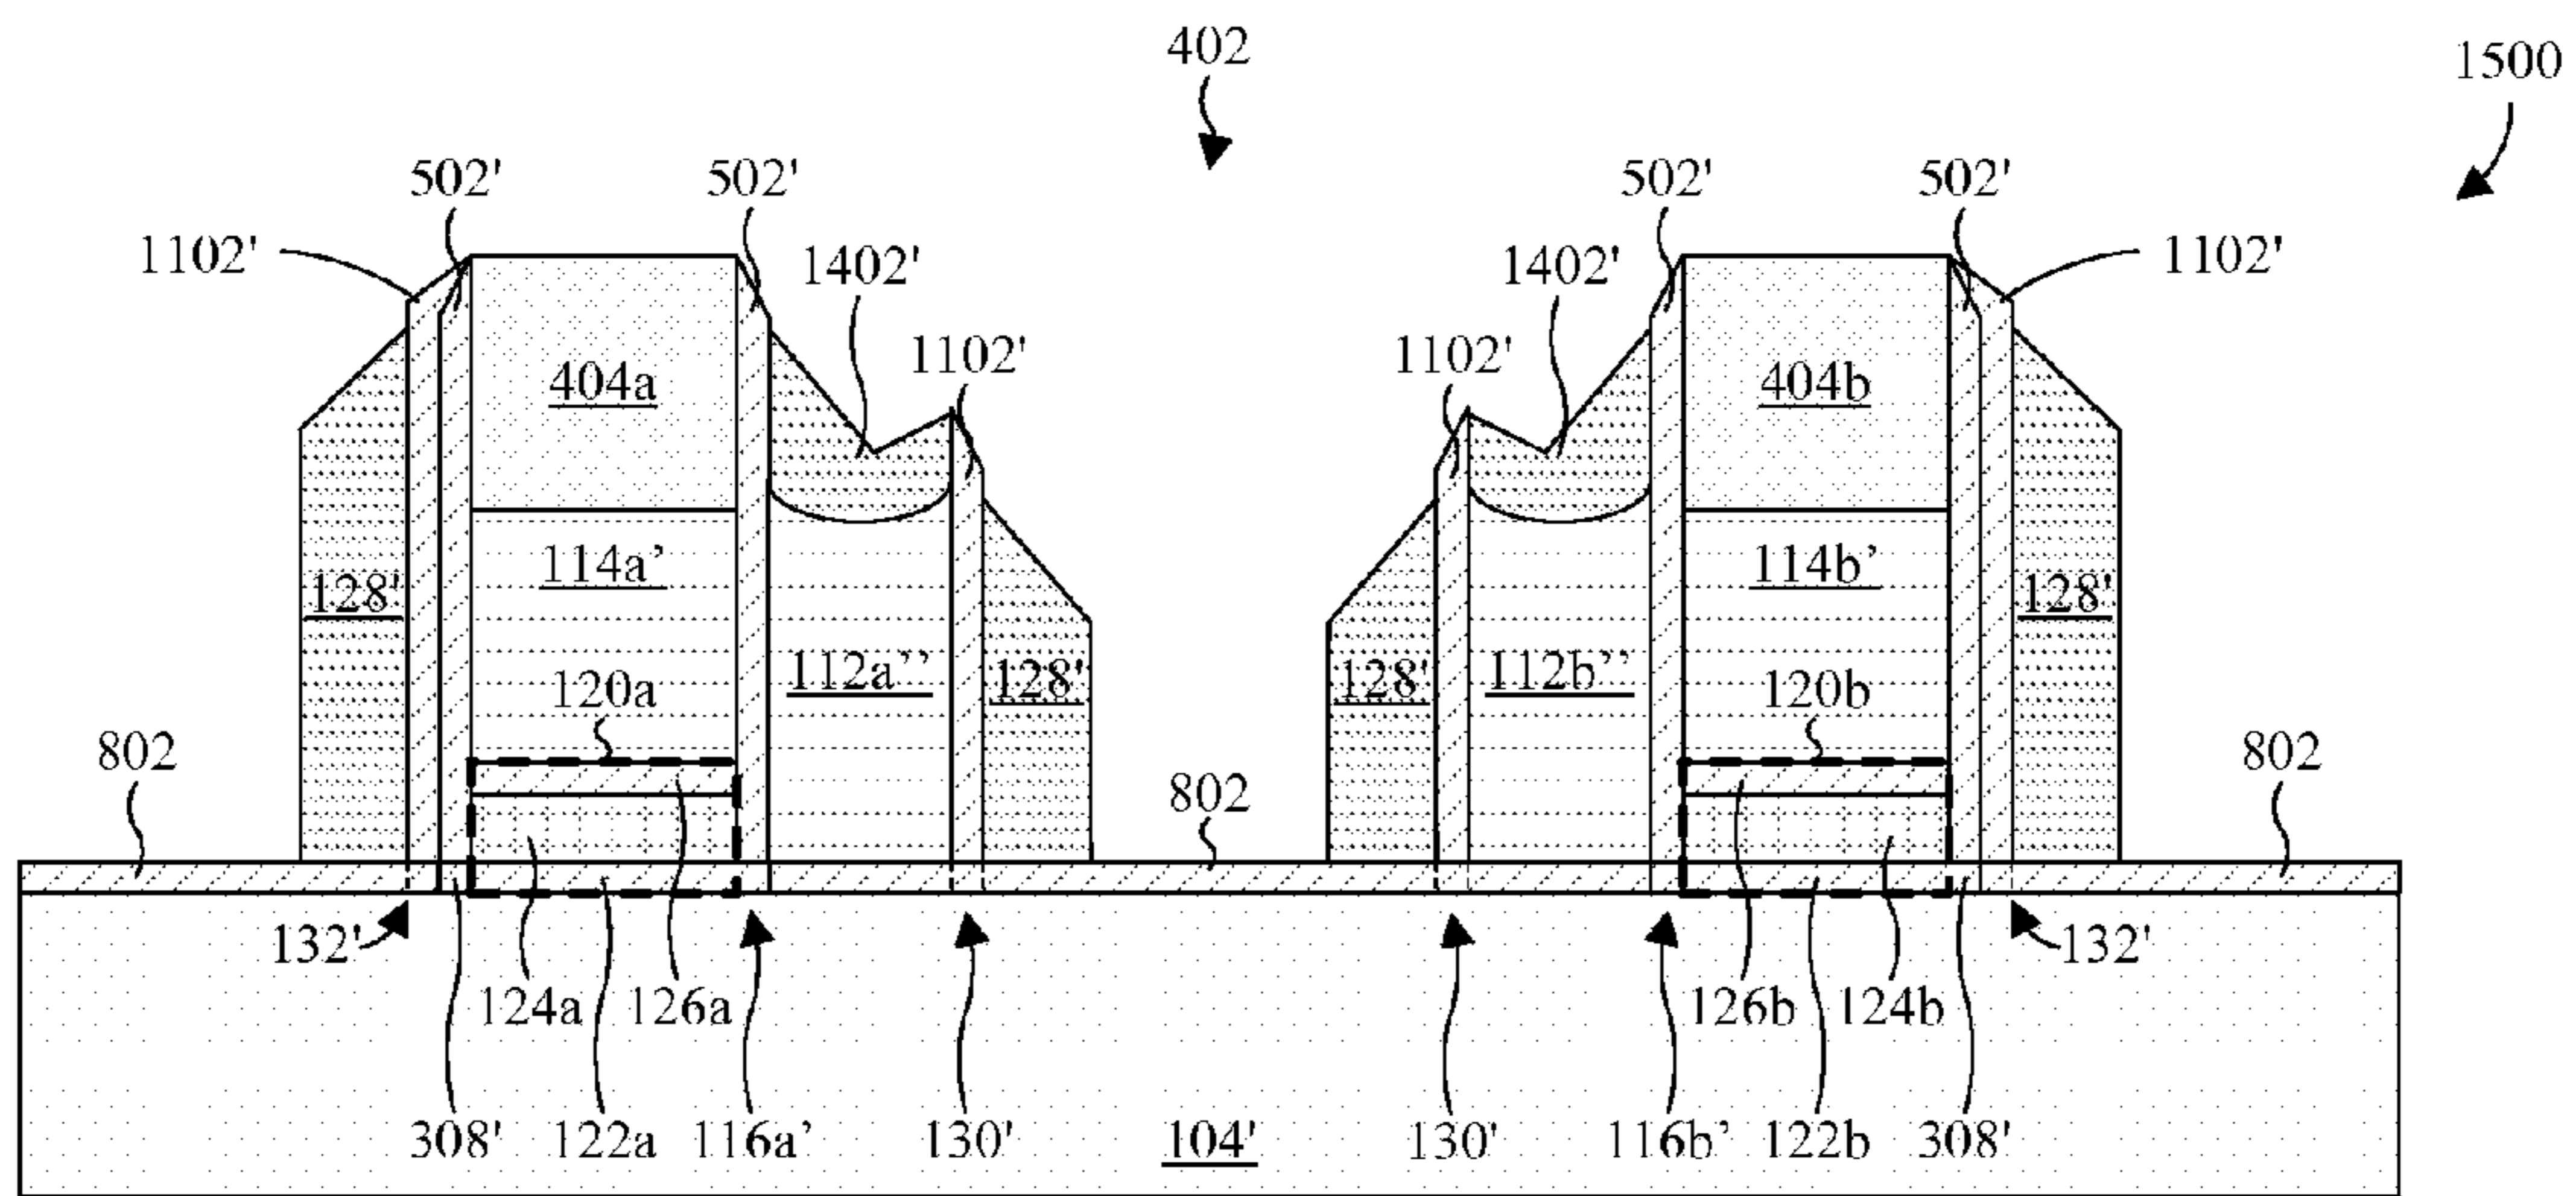 402
1500
502' 502' 502' 502'
1102' 1402' 1402' 1102'
1102' 1102'
404a 404b
114a’ 114b’
128' 128'
112a’’ 128' 128' 112b’’
120a 120b
802 802
802
132' 132'
124a 126a 126b 124b
308' 122a 116a’ 130' 104' 130' 116b’ 122b 308'